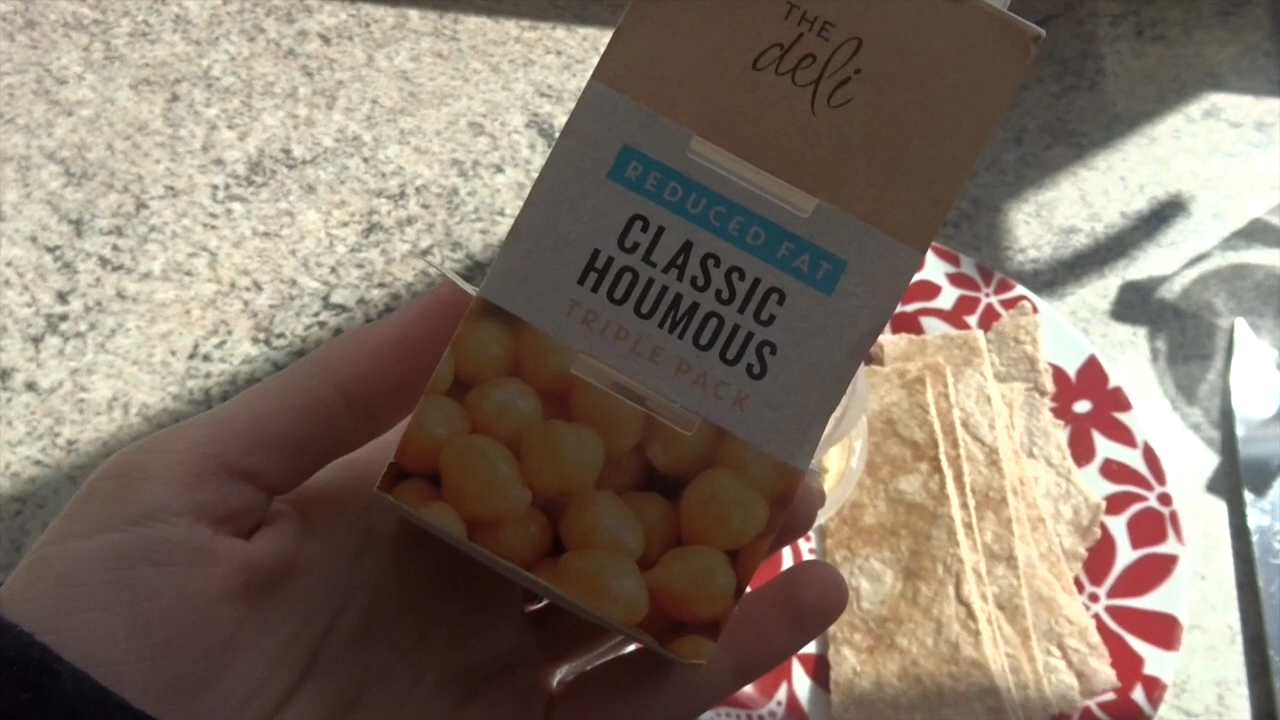 THE
deli
REDUCED FAT
CLASSIC
HOUMOUS
TRIPLE PACK